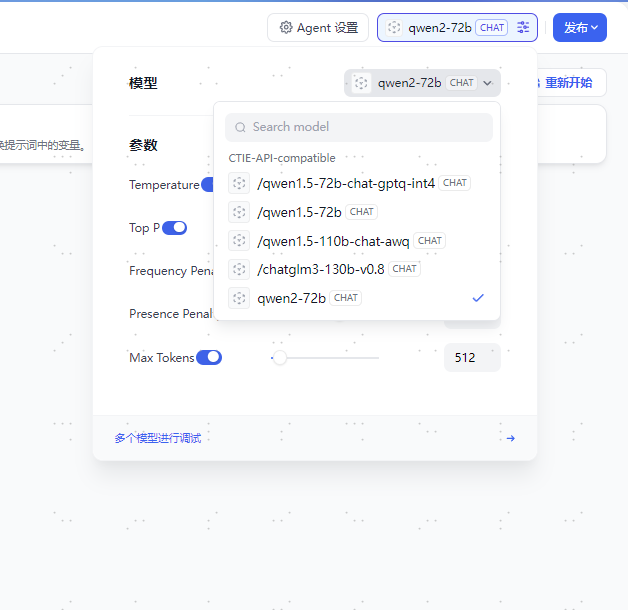 Agent 设置
qwen2-72b CHAT
发布
模型
qwen2-72b CHAT
重新开始
Search model
参数
换提示词中的变量。
CTIE-API-compatible
Temperature
/qwen1.5-72b-chat-gptq-int4 CHAT
/qwen1.5-72b CHAT
Top P
/qwen1.5-110b-chat-awq CHAT
Frequency Pena
/chatglm3-130b-v0.8 CHAT
qwen2-72b CHAT
Presence Penal
Max Tokens
512
多个模型进行调试